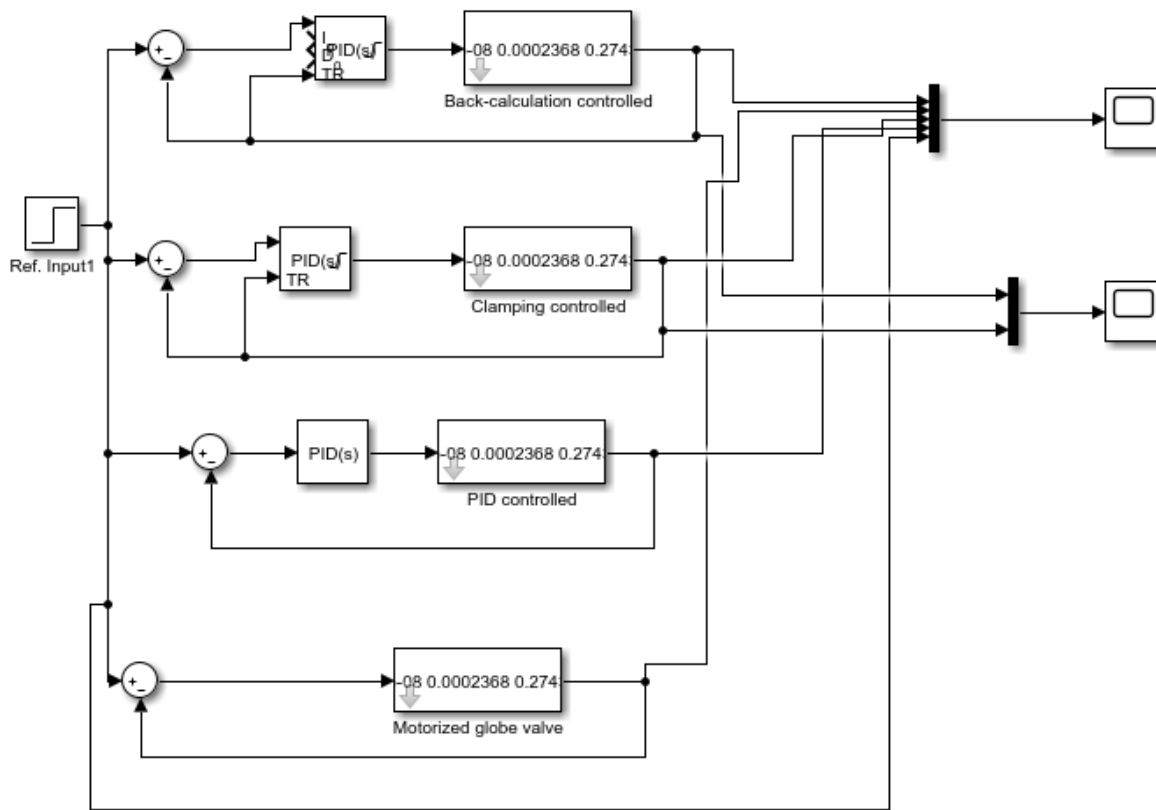 PID(s)
TR
-08 0.0002368 0.274
Back-calculation controlled
Ref. Input1
PID(s)
TR
-08 0.0002368 0.274
Clamping controlled
PID(s)
-08 0.0002368 0.274
PID controlled
-08 0.0002368 0.274
Motorized globe valve